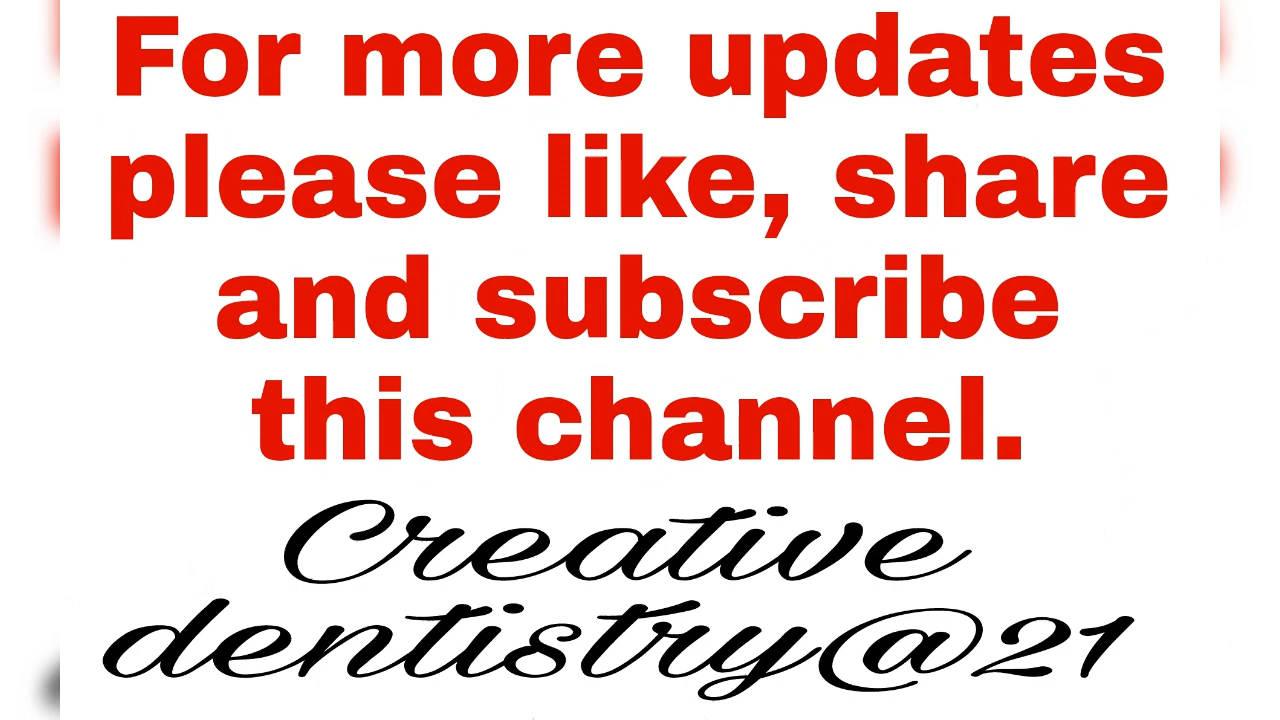 For more updates
please like, share
and subscribe
this channel.
Creative
dentistry@21